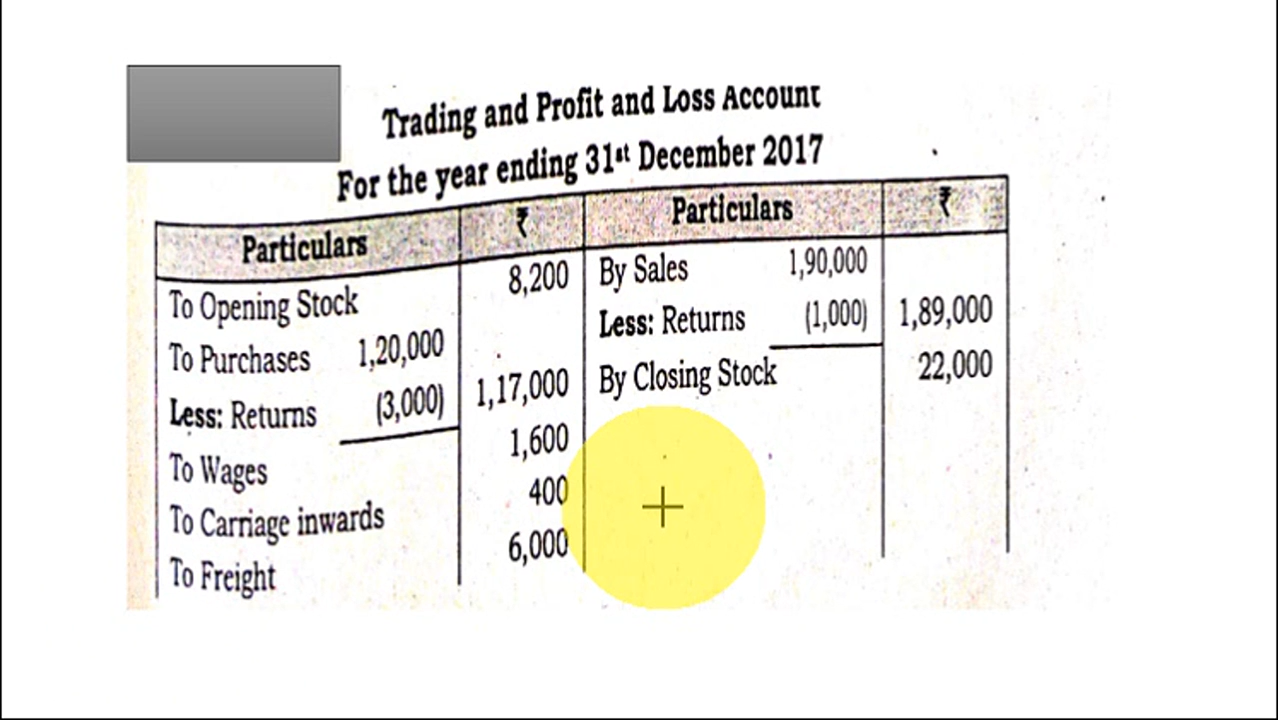 Trading and Profit and Loss Account
For the year ending 31st December 2017
Particulars ₹ Particulars ₹
To Opening Stock 8,200 By Sales 1,90,000
To Purchases 1,20,000 Less: Returns (1,000) 1,89,000
Less: Returns (3,000) 1,17,000 By Closing Stock 22,000
To Wages 1,600
To Carriage inwards 400
To Freight 6,000